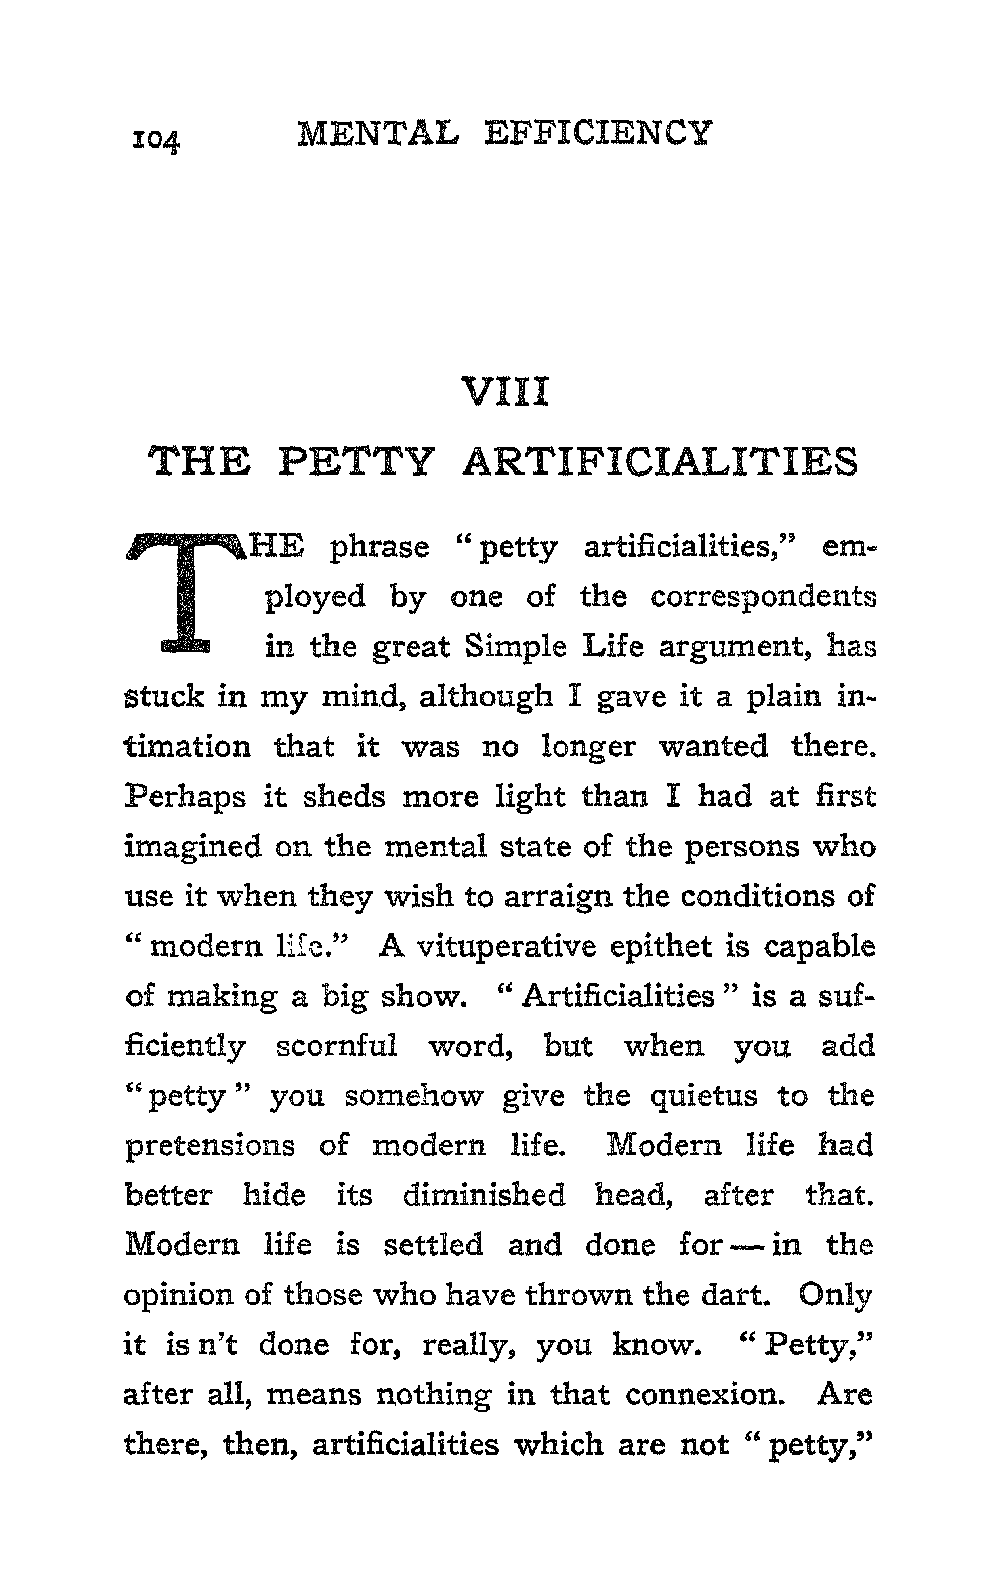 104 MENTAL EFFICIENCY
VIII
THE PETTY ARTIFICIALITIES
THE phrase “ petty artificialities,” em-
ployed by one of the correspondents
in the great Simple Life argument, has
stuck in my mind, although I gave it a plain in-
timation that it was no longer wanted there.
Perhaps it sheds more light than I had at first
imagined on the mental state of the persons who
use it when they wish to arraign the conditions of
“ modern life.” A vituperative epithet is capable
of making a big show. “ Artificialities ” is a suf-
ficiently scornful word, but when you add
“ petty ” you somehow give the quietus to the
pretensions of modern life. Modern life had
better hide its diminished head, after that.
Modern life is settled and done for — in the
opinion of those who have thrown the dart. Only
it is n’t done for, really, you know. “ Petty,”
after all, means nothing in that connexion. Are
there, then, artificialities which are not “ petty,”